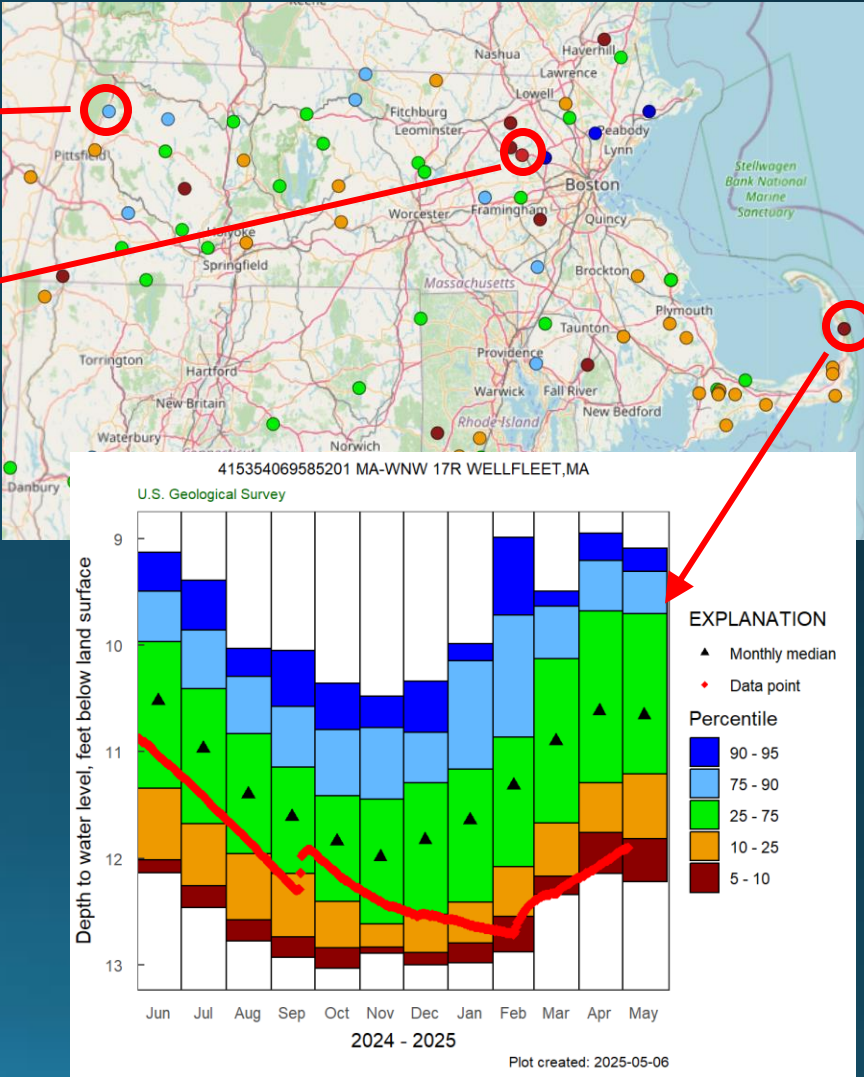 Keene
Nashua
Haverhill
Lawrence
Lowell
Fitchburg
Leominster
Peabody
Lynn
Pittsfield
Boston
Stellwagen
Bank National
Marine
Sanctuary
Worcester
Framingham
Quincy
Holyoke
Springfield
Brockton
Massachusetts
Plymouth
Taunton
Torrington
Providence
Hartford
Warwick
Fall River
New Britain
New Bedford
Rhode Island
Waterbury
Norwich
Connecticut
Danbury
415354069585201 MA-WNW 17R WELLFLEET,MA
U.S. Geological Survey
Depth to water level, feet below land surface
9
10
11
12
13
Jun Jul Aug Sep Oct Nov Dec Jan Feb Mar Apr May
2024 - 2025
EXPLANATION
Monthly median
Data point
Percentile
90 - 95
75 - 90
25 - 75
10 - 25
5 - 10
Plot created: 2025-05-06